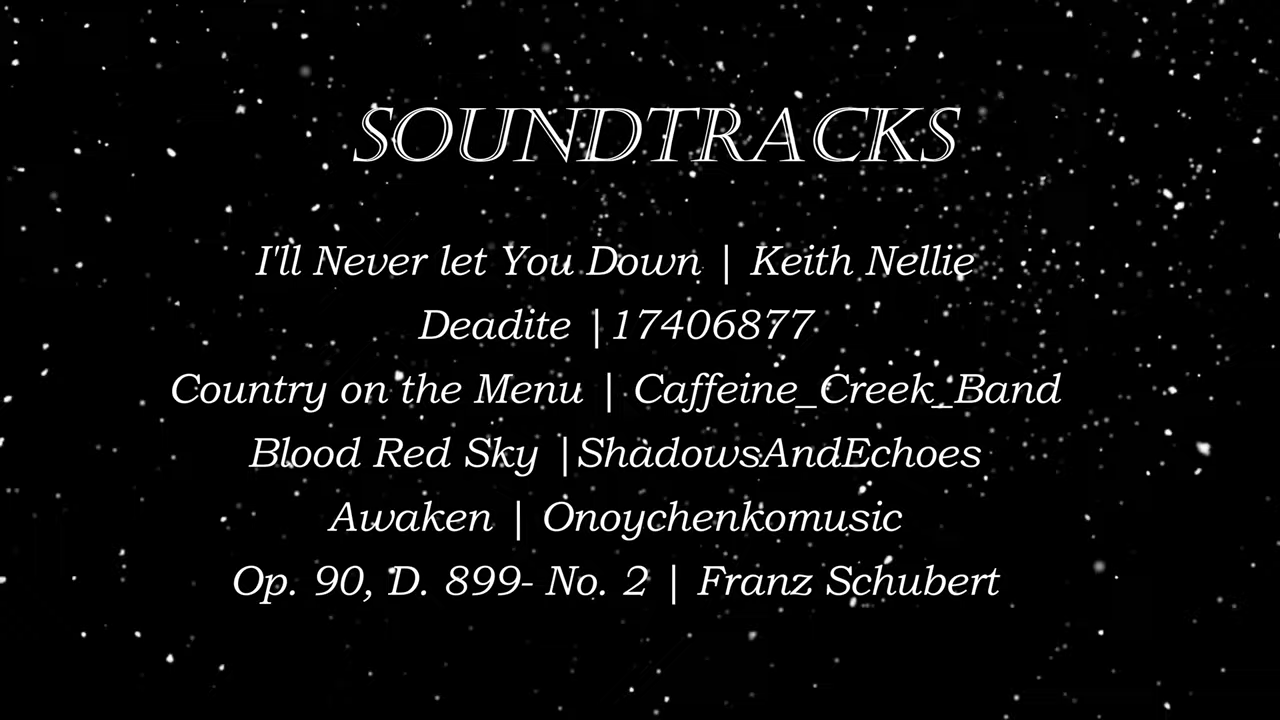 SOUNDTRACKS
I'll Never let You Down | Keith Nellie
Deadite |17406877
Country on the Menu | Caffeine_Creek_Band
Blood Red Sky |ShadowsAndEchoes
Awaken | Onoychenkomusic
Op. 90, D. 899- No. 2 | Franz Schubert